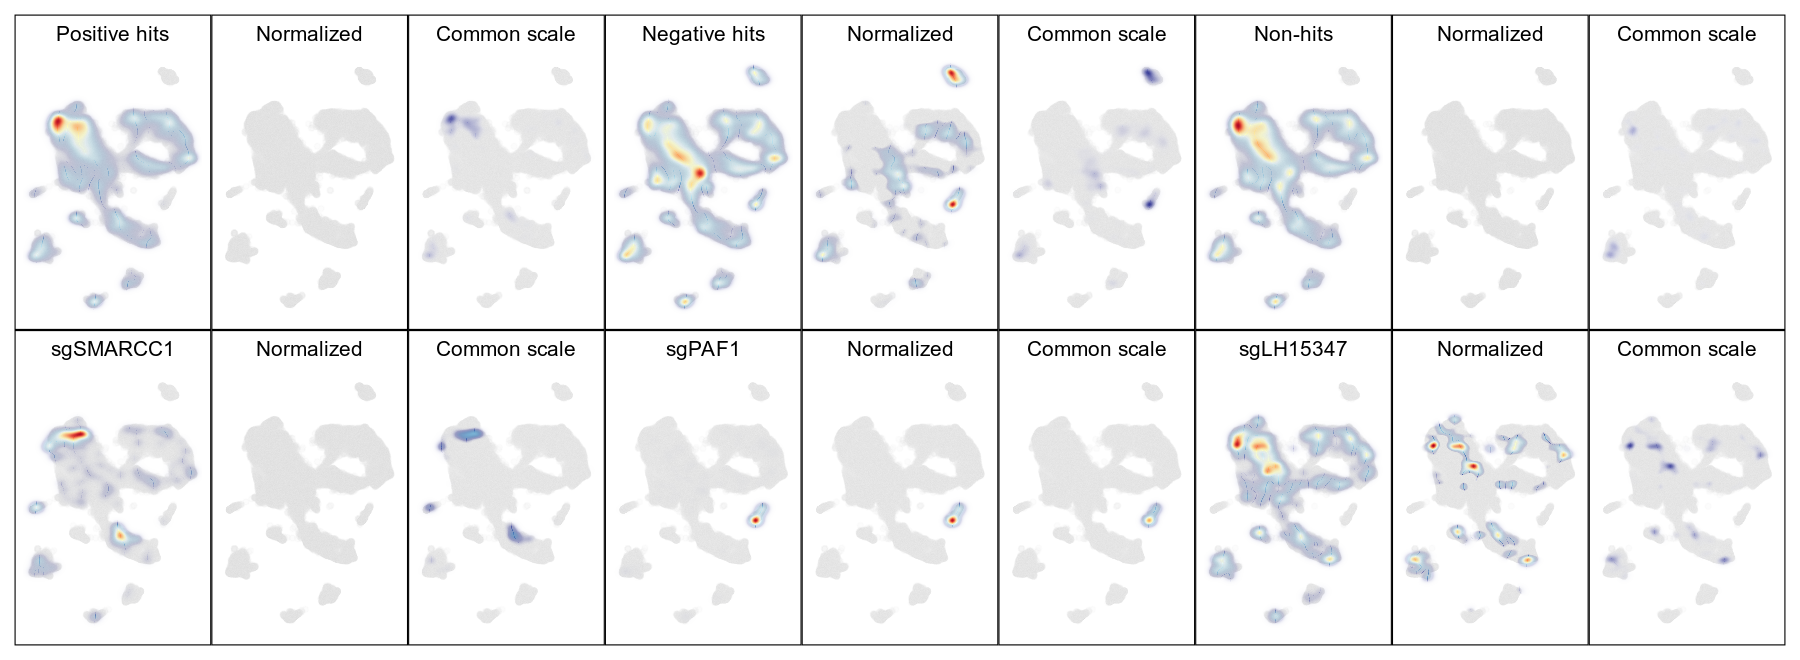 Positive hits Normalized Common scale Negative hits Normalized Common scale Non-hits Normalized Common scale
sgSMARCC1 Normalized Common scale sgPAF1 Normalized Common scale sgLH15347 Normalized Common scale